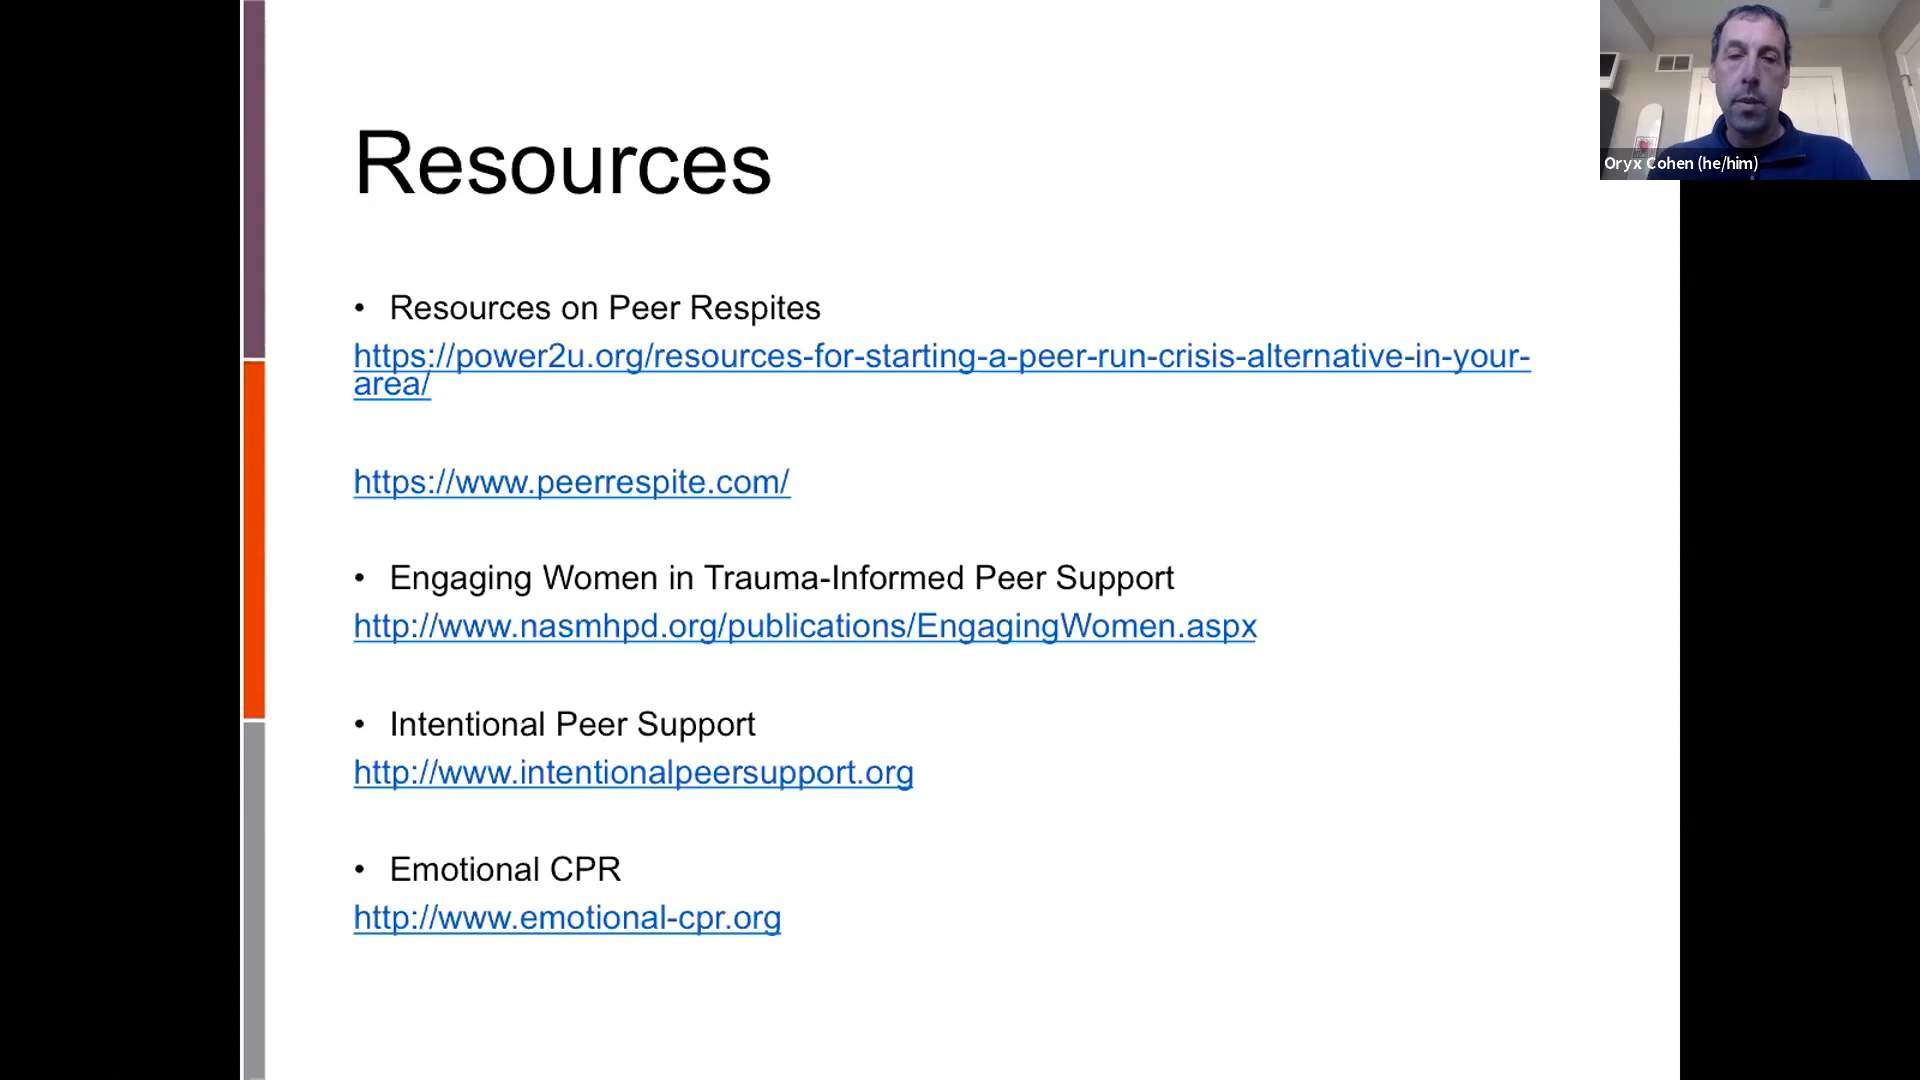 Resources
• Resources on Peer Respites
https://power2u.org/resources-for-starting-a-peer-run-crisis-alternative-in-your-
area/
https://www.peerrespite.com/
• Engaging Women in Trauma-Informed Peer Support
http://www.nasmhpd.org/publications/EngagingWomen.aspx
• Intentional Peer Support
http://www.intentionalpeersupport.org
• Emotional CPR
http://www.emotional-cpr.org
Oryx Cohen (he/him)